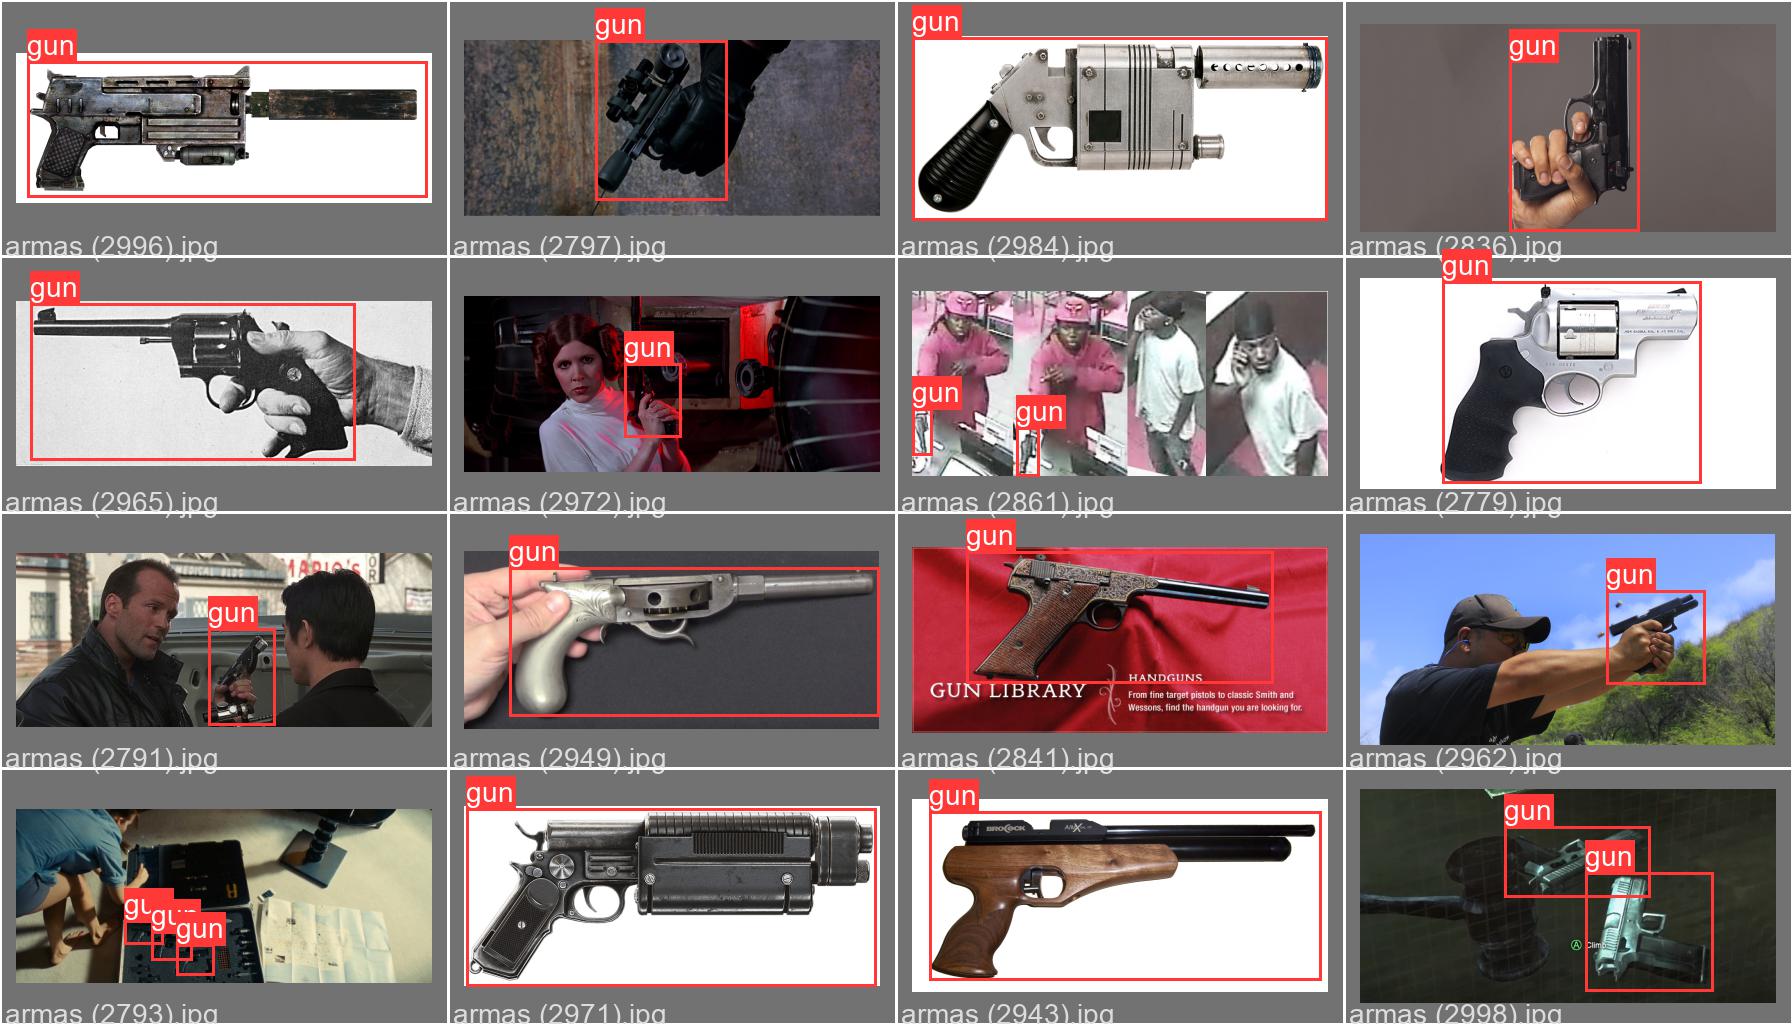 gun
gun
gun
gun
armas (2996).jpg
armas (2797).jpg
armas (2984).jpg
armas (2836).jpg
gun
gun
gun
gun
gun
armas (2965).jpg
armas (2972).jpg
armas (2861).jpg
armas (2779).jpg
gun
gun
gun
gun
MARIO'S
GUN LIBRARY
HANDGUNS
From fine target pistols to classic Smith and
Wessons, find the handgun you are looking for.
armas (2791).jpg
armas (2949).jpg
armas (2841).jpg
armas (2962).jpg
gun
gun
gun
gun
gun
gun
gun
BROCOCK
A Climb
armas (2793).jpg
armas (2971).jpg
armas (2943).jpg
armas (2998).jpg